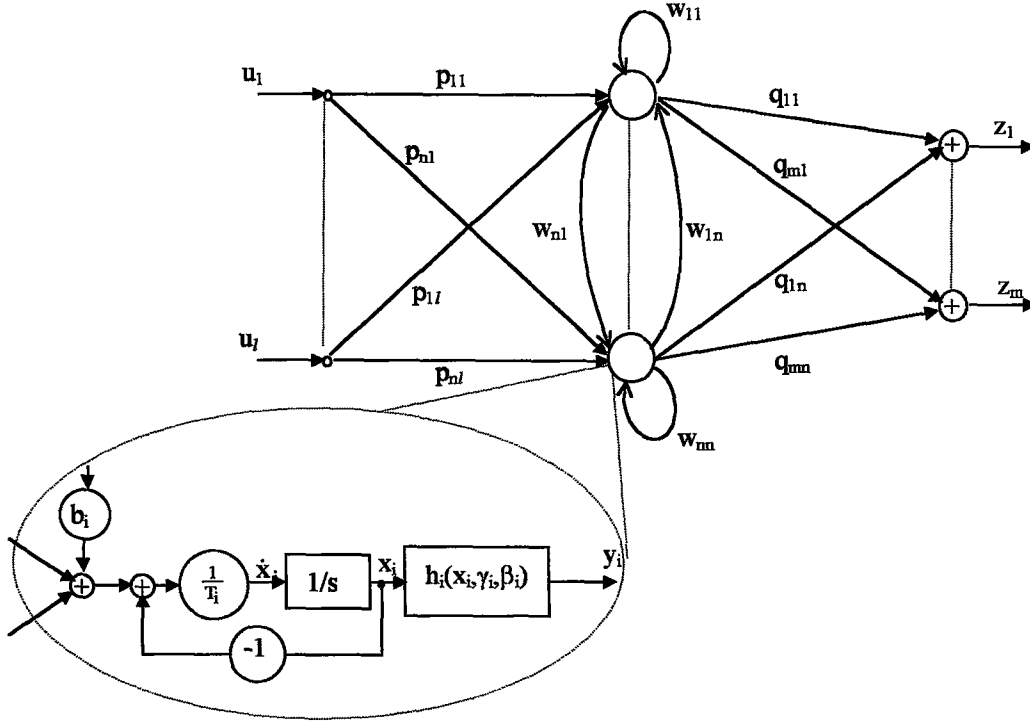 w11
u1
p11
q11
z1
pn1
qm1
wn1
w1n
p1l
q1n
zm
ul
pnl
qmn
wnn
bi
yi
+
+
+
+
1/Ti
ẋi
1/s
xi
hi(xi,γi,βi)
-1